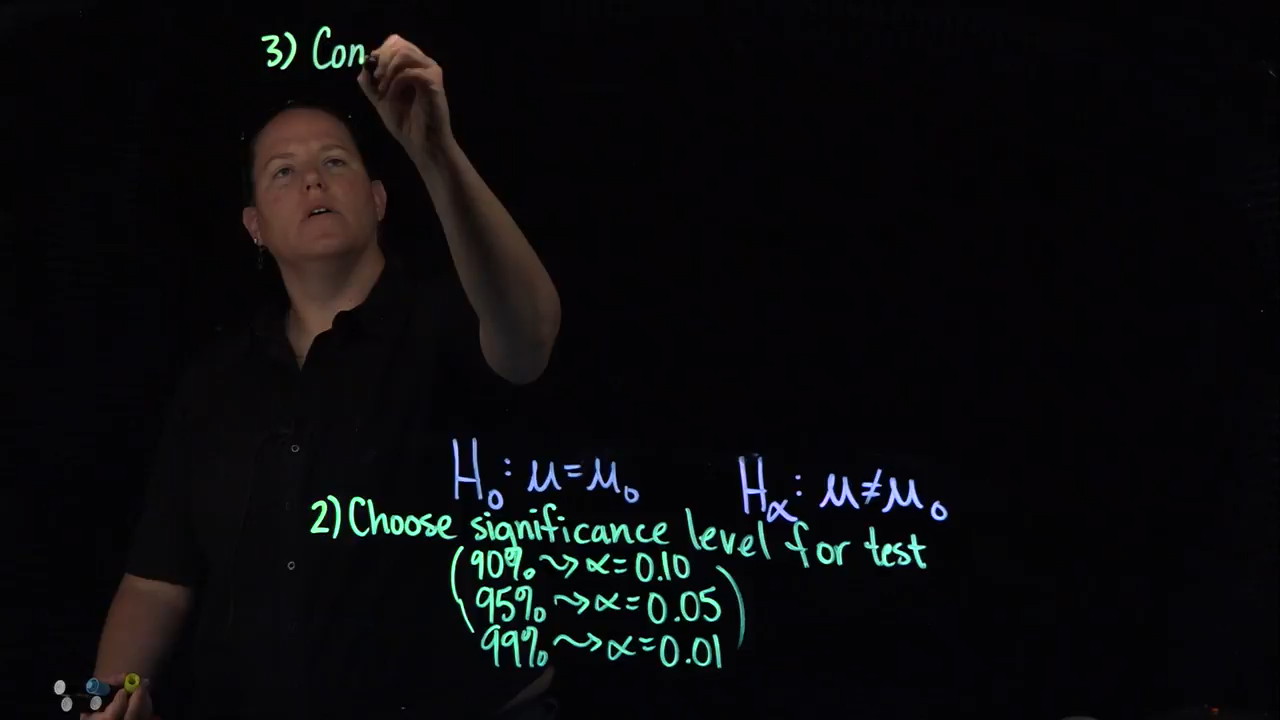 3) Con
H₀ : μ = μ₀ Hα : μ ≠ μ₀
2) Choose significance level for test
(90% ⇝ α = 0.10
95% ⇝ α = 0.05
99% ⇝ α = 0.01)